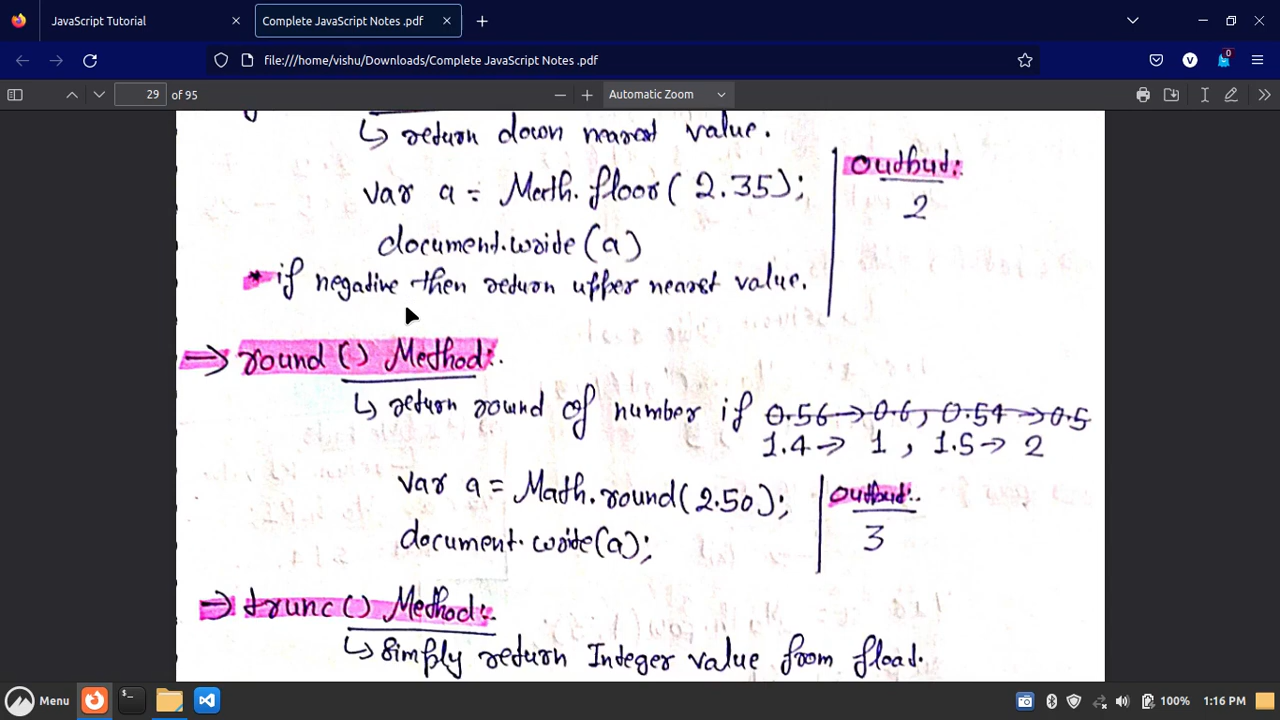 JavaScript Tutorial
Complete JavaScript Notes .pdf
file:///home/vishu/Downloads/Complete JavaScript Notes .pdf
V
0
29 of 95
Automatic Zoom
↳ return down nearest value.
var a = Math.floor( 2.35);
output:
2
document.write (a)
* if negative then return upper nearest value.
⇒ round () Method:.
↳ return round of number if 0.56 → 0.6 , 0.54 → 0.5
1.4 → 1 , 1.5 → 2
var a = Math.round(2.50);
output:.
3
document.write(a);
⇒ trunc () Method:.
↳ Simply return Integer value from float.
Menu
100%
1:16 PM